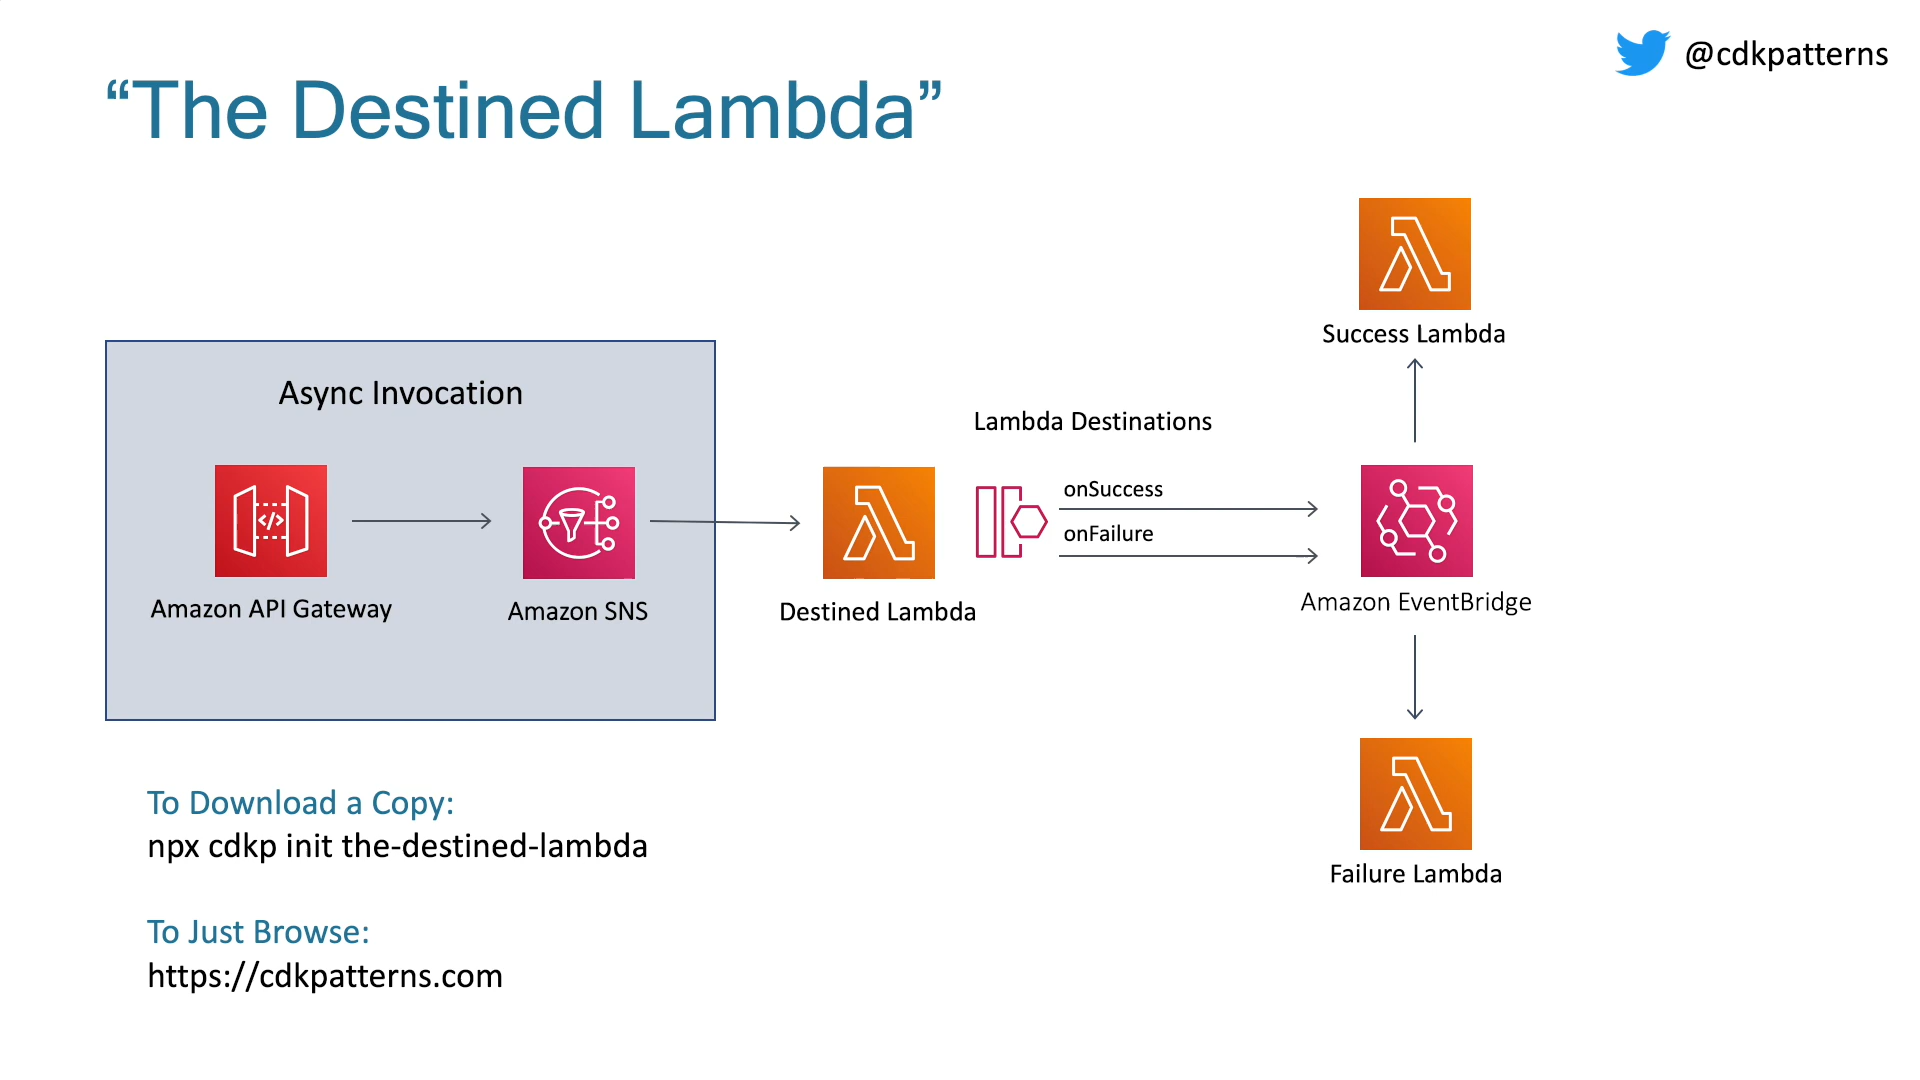 @cdkpatterns
“The Destined Lambda”
Success Lambda
Async Invocation
Lambda Destinations
onSuccess
onFailure
</>
Amazon API Gateway
Amazon SNS
Destined Lambda
Amazon EventBridge
Failure Lambda
To Download a Copy:
npx cdkp init the-destined-lambda
To Just Browse:
https://cdkpatterns.com